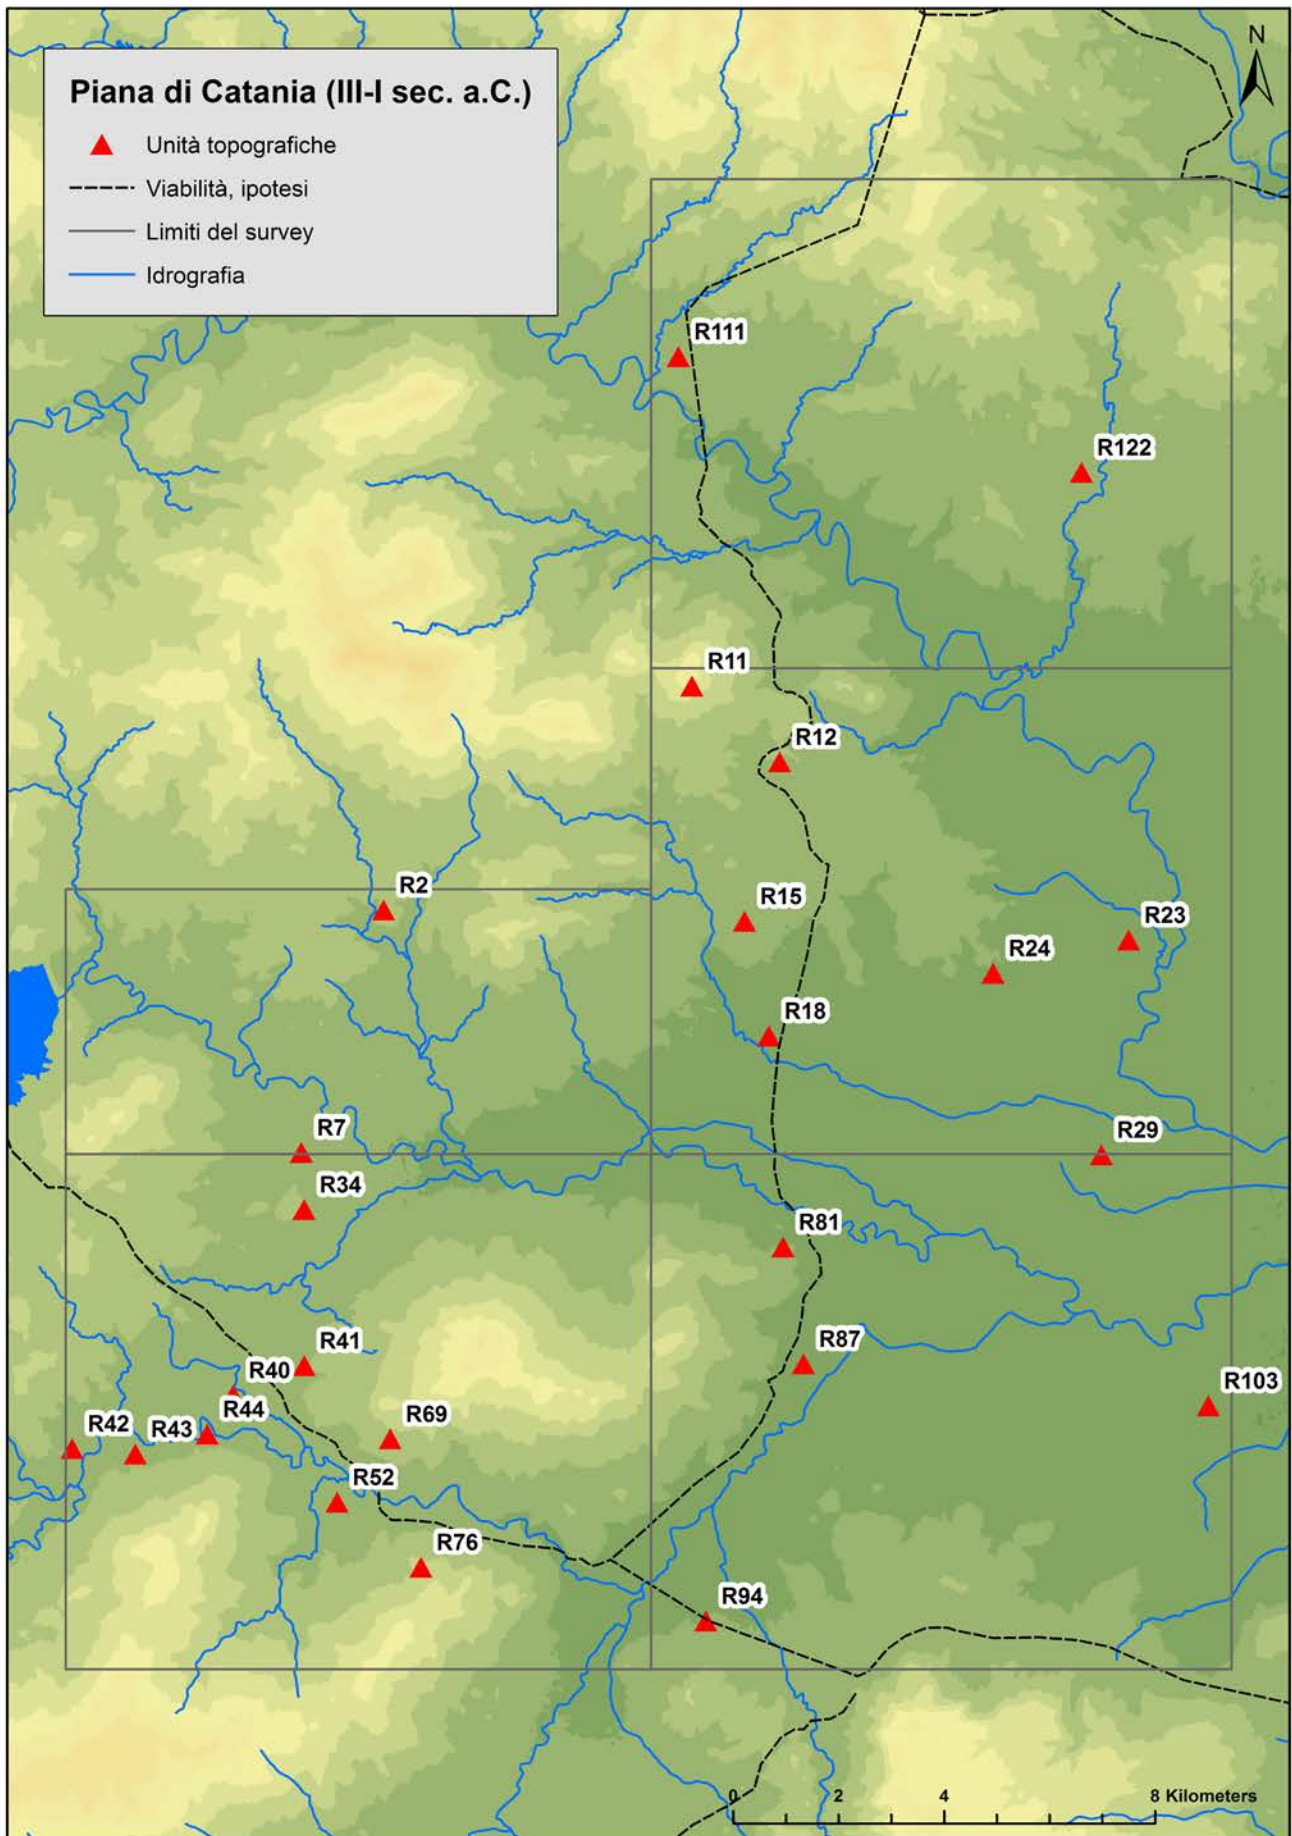 Piana di Catania (III-I sec. a.C.)
Unità topografiche
Viabilità, ipotesi
Limiti del survey
Idrografia
N
R111
R122
R11
R12
R2
R15
R23
R24
R18
R7
R29
R34
R81
R41
R87
R40
R103
R44
R42
R43
R69
R52
R76
R94
0 2 4 8 Kilometers